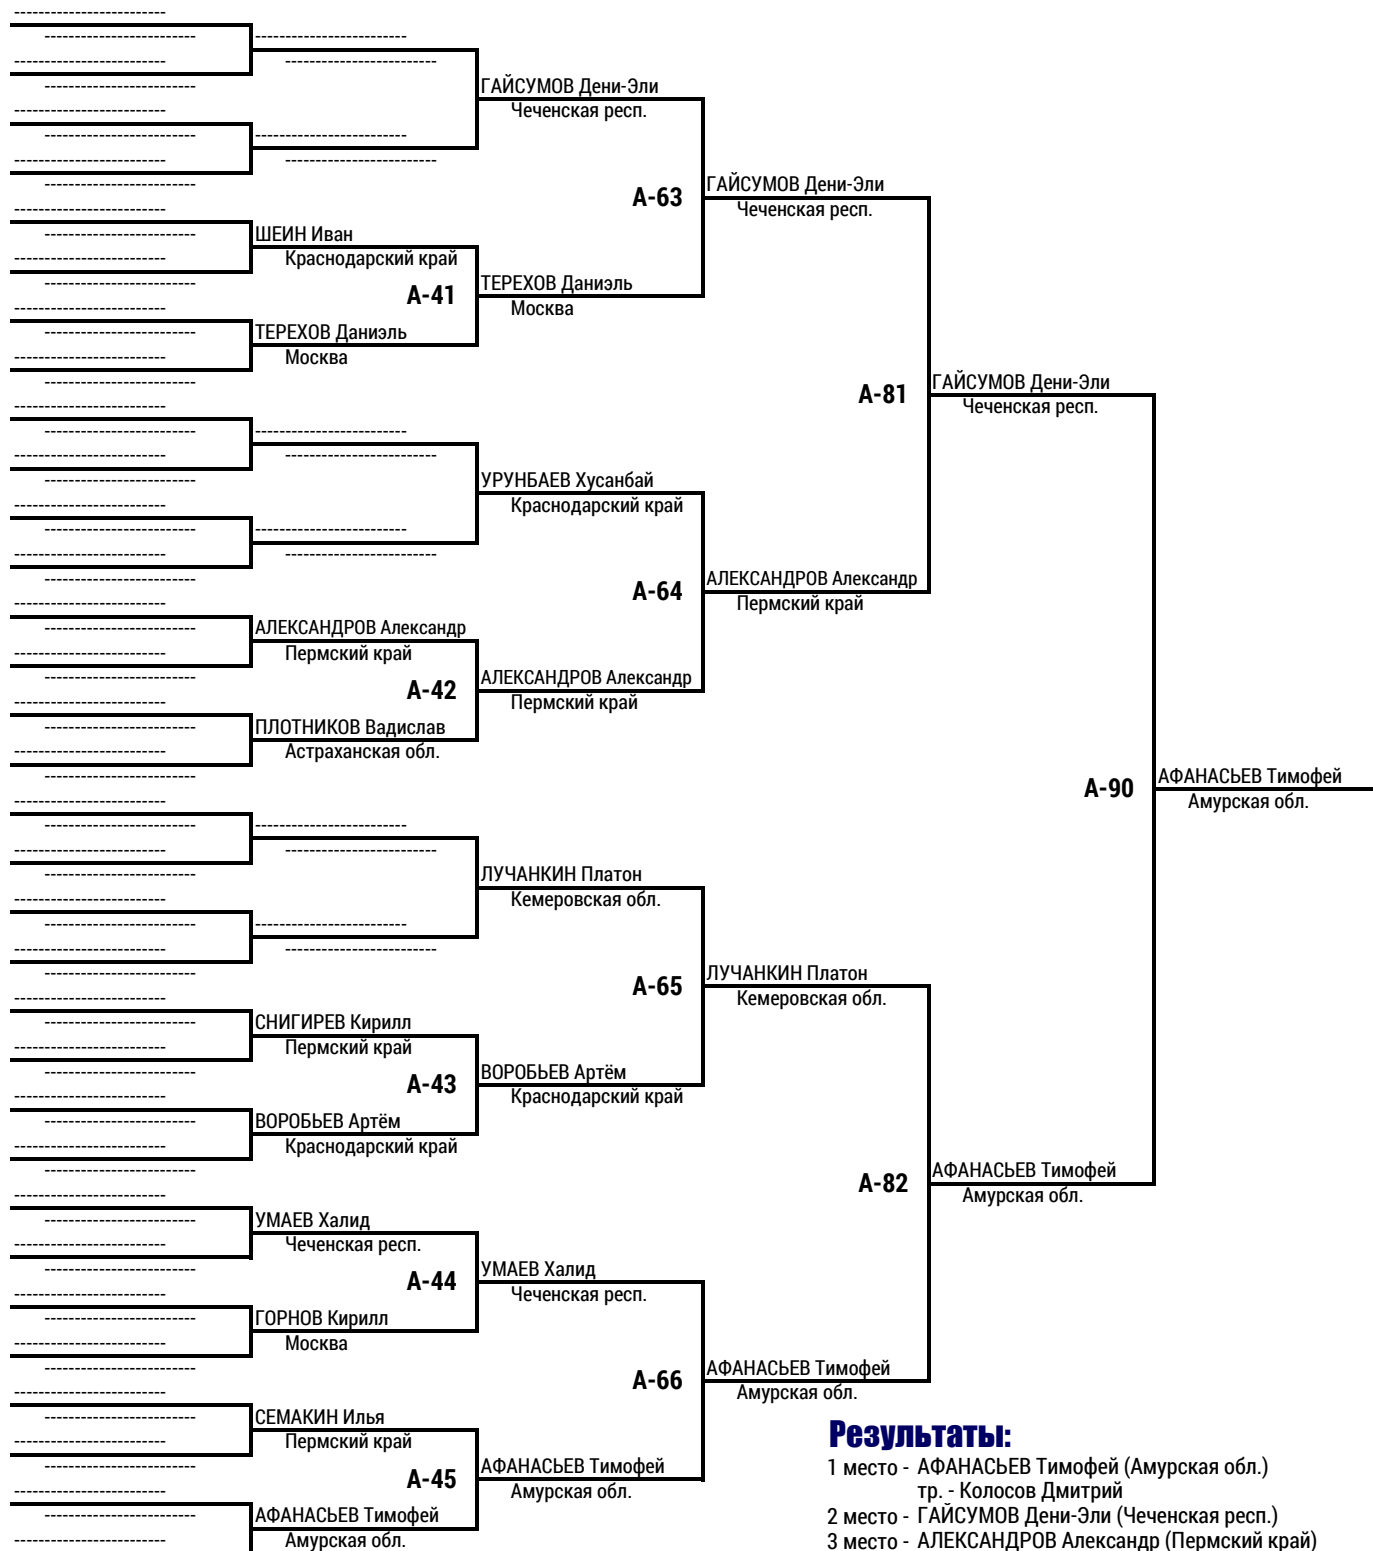 ГАЙСУМОВ Дени-Эли
Чеченская респ.
А-63
ГАЙСУМОВ Дени-Эли
Чеченская респ.
ШЕИН Иван
Краснодарский край
А-41
ТЕРЕХОВ Даниэль
Москва
ТЕРЕХОВ Даниэль
Москва
А-81
ГАЙСУМОВ Дени-Эли
Чеченская респ.
УРУНБАЕВ Хусанбай
Краснодарский край
А-64
АЛЕКСАНДРОВ Александр
Пермский край
АЛЕКСАНДРОВ Александр
Пермский край
А-42
АЛЕКСАНДРОВ Александр
Пермский край
ПЛОТНИКОВ Вадислав
Астраханская обл.
А-90
АФАНАСЬЕВ Тимофей
Амурская обл.
ЛУЧАНКИН Платон
Кемеровская обл.
А-65
ЛУЧАНКИН Платон
Кемеровская обл.
СНИГИРЕВ Кирилл
Пермский край
А-43
ВОРОБЬЕВ Артём
Краснодарский край
ВОРОБЬЕВ Артём
Краснодарский край
А-82
АФАНАСЬЕВ Тимофей
Амурская обл.
УМАЕВ Халид
Чеченская респ.
А-44
УМАЕВ Халид
Чеченская респ.
ГОРНОВ Кирилл
Москва
А-66
АФАНАСЬЕВ Тимофей
Амурская обл.
СЕМАКИН Илья
Пермский край
А-45
АФАНАСЬЕВ Тимофей
Амурская обл.
АФАНАСЬЕВ Тимофей
Амурская обл.
Результаты:
1 место - АФАНАСЬЕВ Тимофей (Амурская обл.)
тр. - Колосов Дмитрий
2 место - ГАЙСУМОВ Дени-Эли (Чеченская респ.)
3 место - АЛЕКСАНДРОВ Александр (Пермский край)